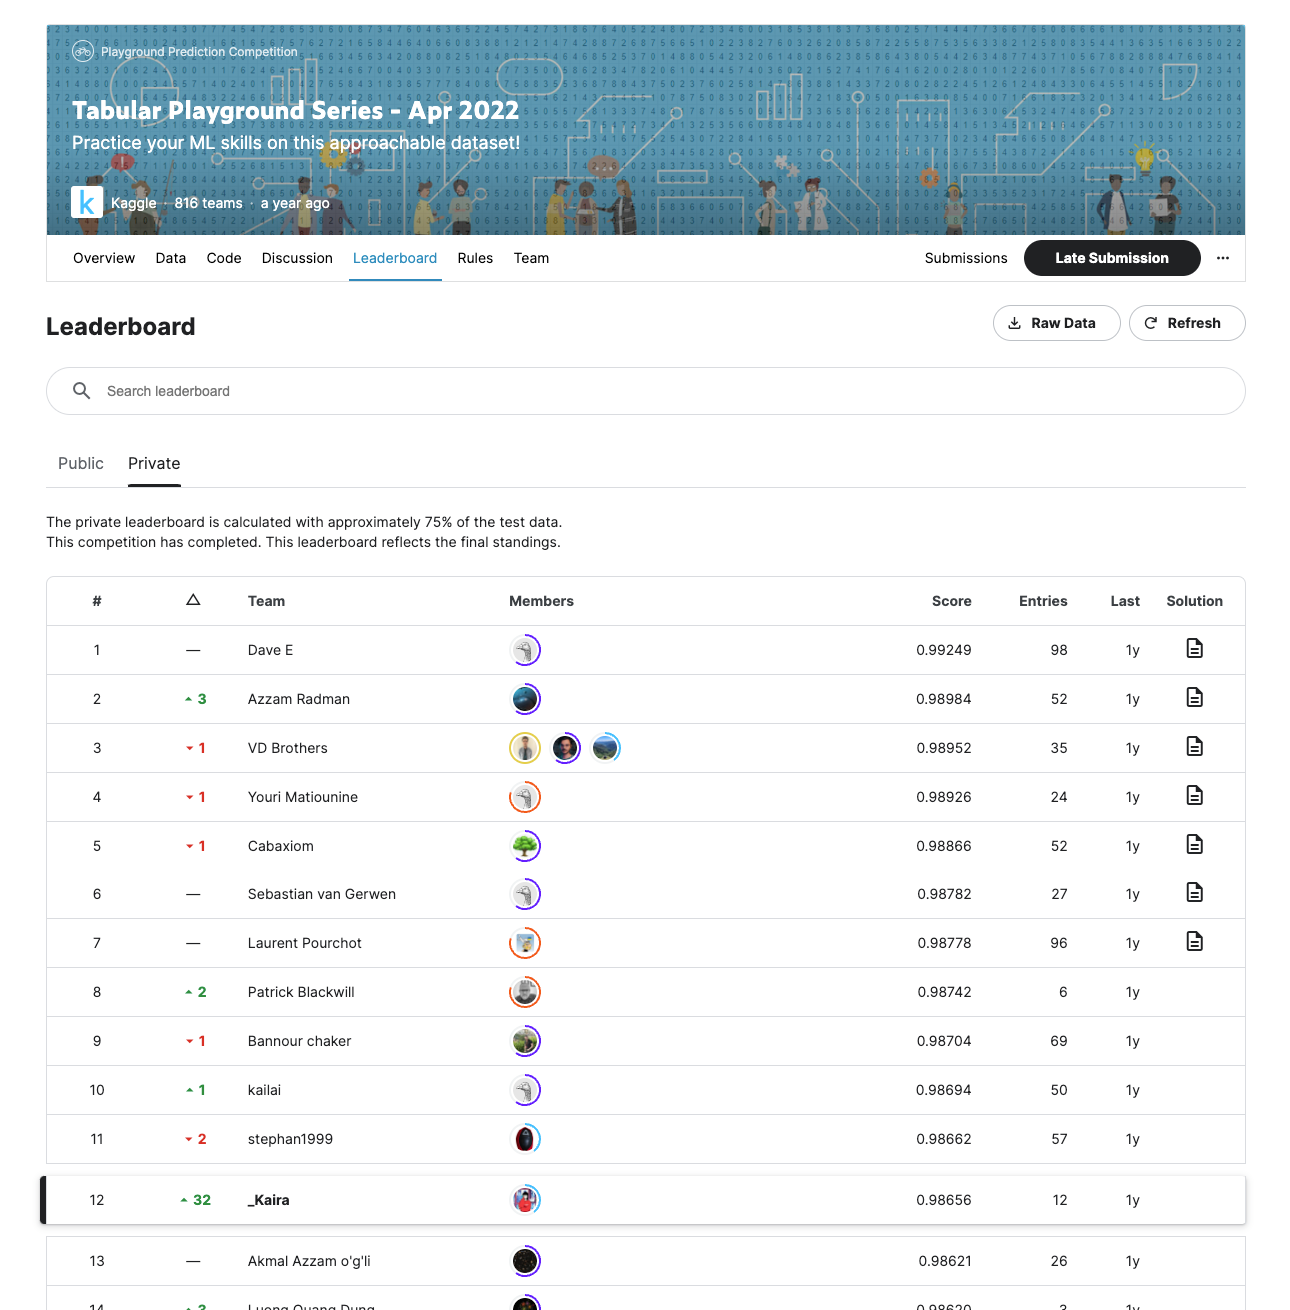 Playground Prediction Competition
Tabular Playground Series - Apr 2022
Practice your ML skills on this approachable dataset!
k Kaggle · 816 teams · a year ago
Overview Data Code Discussion Leaderboard Rules Team Submissions Late Submission ...
Leaderboard Raw Data Refresh
Search leaderboard
Public Private
The private leaderboard is calculated with approximately 75% of the test data.
This competition has completed. This leaderboard reflects the final standings.
# △ Team Members Score Entries Last Solution
1 — Dave E 0.99249 98 1y
2 3 Azzam Radman 0.98984 52 1y
3 1 VD Brothers 0.98952 35 1y
4 1 Youri Matiounine 0.98926 24 1y
5 1 Cabaxiom 0.98866 52 1y
6 — Sebastian van Gerwen 0.98782 27 1y
7 — Laurent Pourchot 0.98778 96 1y
8 2 Patrick Blackwill 0.98742 6 1y
9 1 Bannour chaker 0.98704 69 1y
10 1 kailai 0.98694 50 1y
11 2 stephan1999 0.98662 57 1y
12 32 _Kaira 0.98656 12 1y
13 — Akmal Azzam o'g'li 0.98621 26 1y
14 3 Luong Quang Dung 0.98620 3 1y